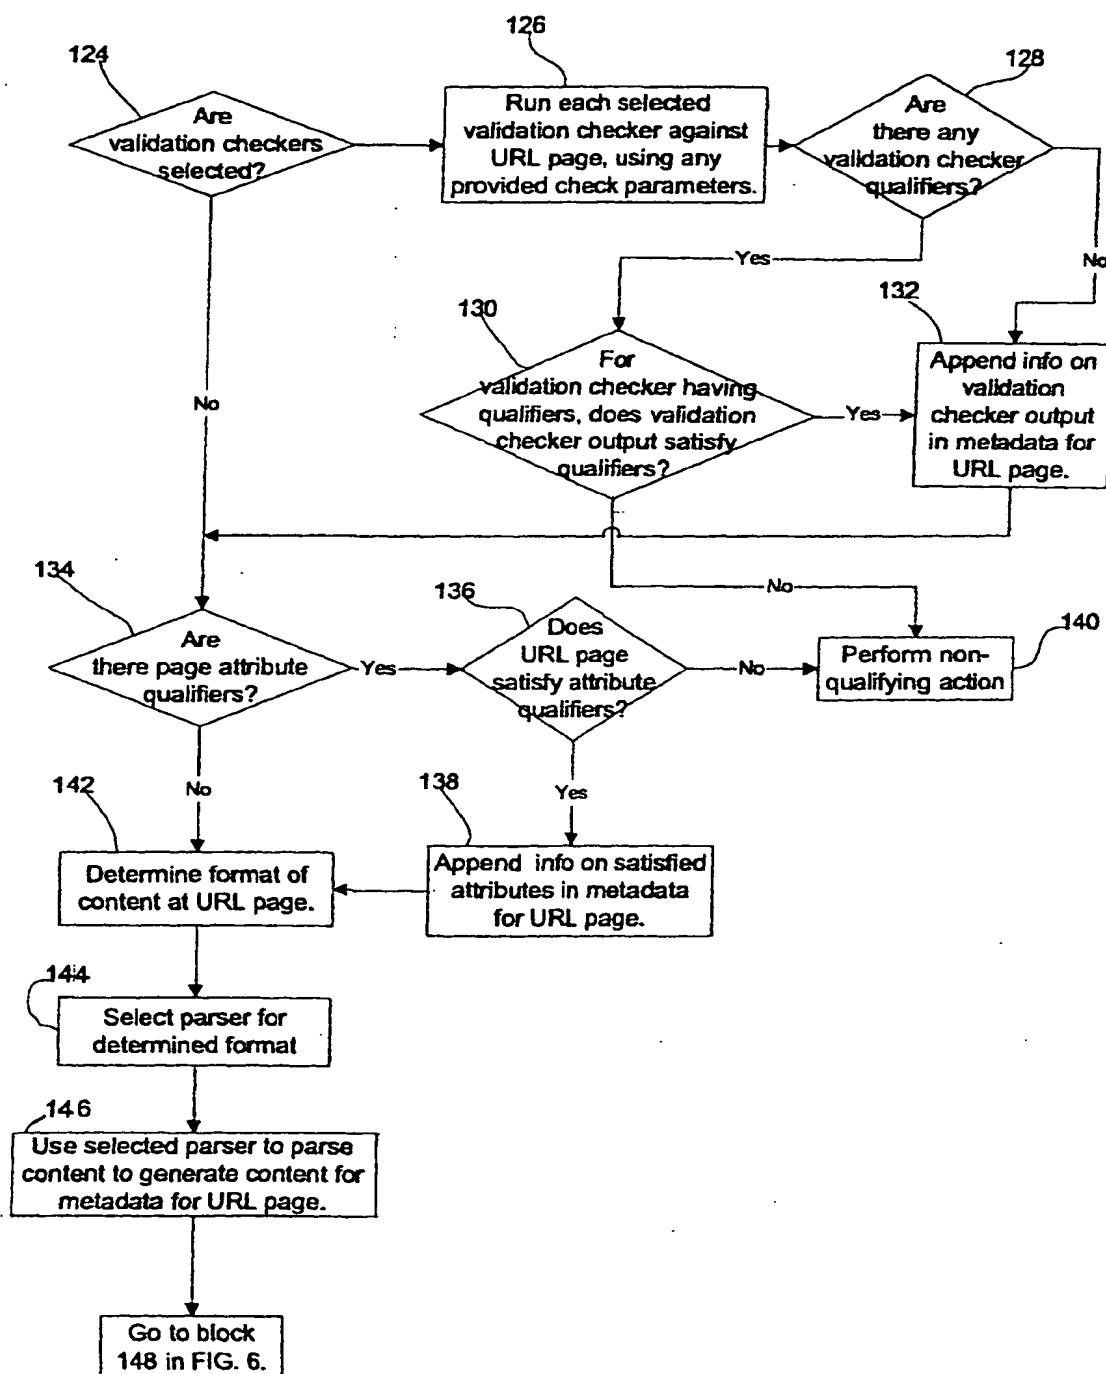 124
Are
validation checkers
selected?
126
Run each selected
validation checker against
URL page, using any
provided check parameters.
128
Are
there any
validation checker
qualifiers?
Yes
No
130
For
validation checker having
qualifiers, does validation
checker output satisfy
qualifiers?
Yes
132
Append info on
validation
checker output
in metadata for
URL page.
No
No
134
Are
there page attribute
qualifiers?
Yes
136
Does
URL page
satisfy attribute
qualifiers?
No
140
Perform non-
qualifying action
No
Yes
142
Determine format of
content at URL page.
138
Append info on satisfied
attributes in metadata
for URL page.
144
Select parser for
determined format
146
Use selected parser to parse
content to generate content for
metadada for URL page.
Go to block
148 in FIG. 6.